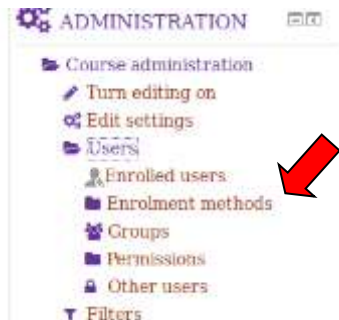 ADMINISTRATION
Course administration
Turn editing on
Edit settings
Users
Enrolled users
Enrolment methods
Groups
Permissions
Other users
Filters